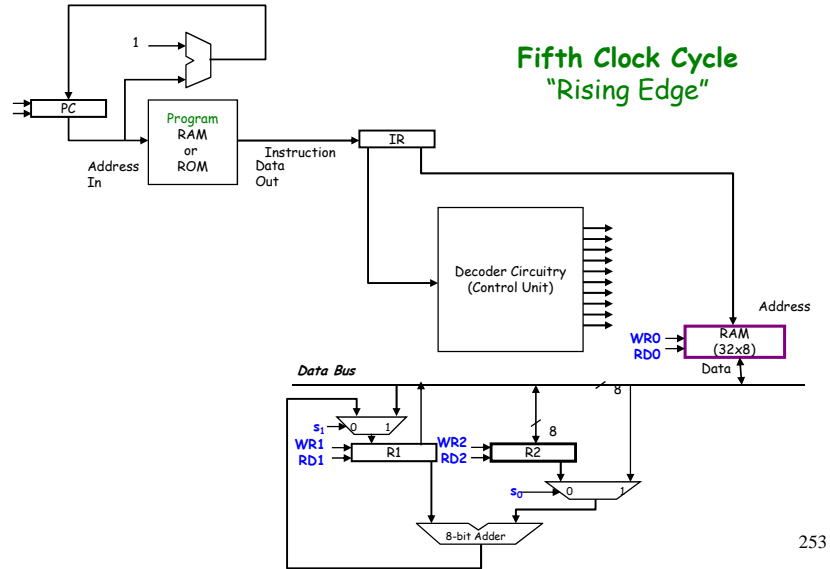 Fifth Clock Cycle
“Rising Edge”
1
PC
Program
RAM
or
ROM
Address
In
Instruction
Data
Out
IR
Decoder Circuitry
(Control Unit)
Address
RAM
(32x8)
WR0
RD0
Data
Data Bus
8
s1
0 1
WR1
RD1
R1
8
WR2
RD2
R2
s0
0 1
8-bit Adder
253